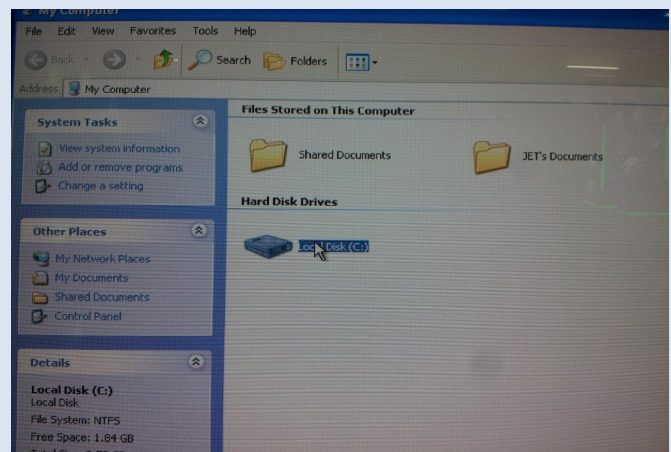 My Computer
File Edit View Favorites Tools Help
Back Search Folders
Address My Computer
System Tasks
View system information
Add or remove programs
Change a setting
Other Places
My Network Places
My Documents
Shared Documents
Control Panel
Details
Local Disk (C:)
Local Disk
File System: NTFS
Free Space: 1.84 GB
Files Stored on This Computer
Shared Documents JET's Documents
Hard Disk Drives
Local Disk (C:)